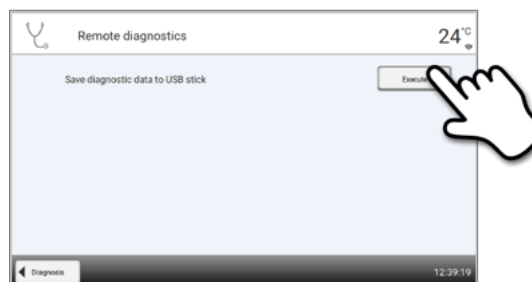 Remote diagnostics
24°C
Save diagnostic data to USB stick
Execute
Diagnosis
12:39:19